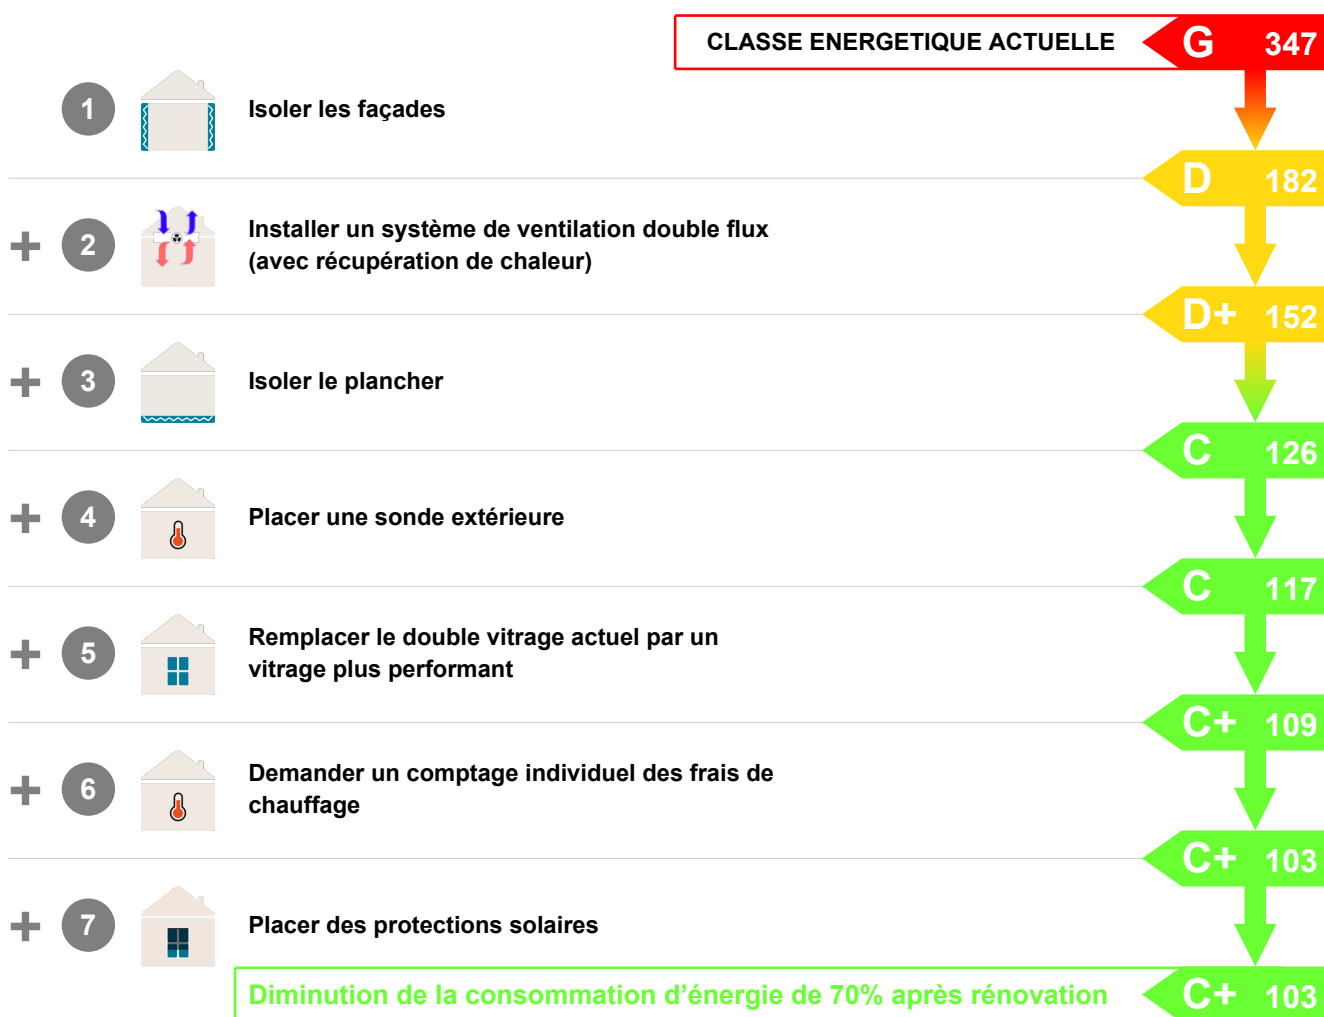 CLASSE ENERGETIQUE ACTUELLE G 347
1 Isoler les façades
D 182
+ 2 Installer un système de ventilation double flux
(avec récupération de chaleur)
D+ 152
+ 3 Isoler le plancher
C 126
+ 4 Placer une sonde extérieure
C 117
+ 5 Remplacer le double vitrage actuel par un
vitrage plus performant
C+ 109
+ 6 Demander un comptage individuel des frais de
chauffage
C+ 103
+ 7 Placer des protections solaires
Diminution de la consommation d’énergie de 70% après rénovation C+ 103